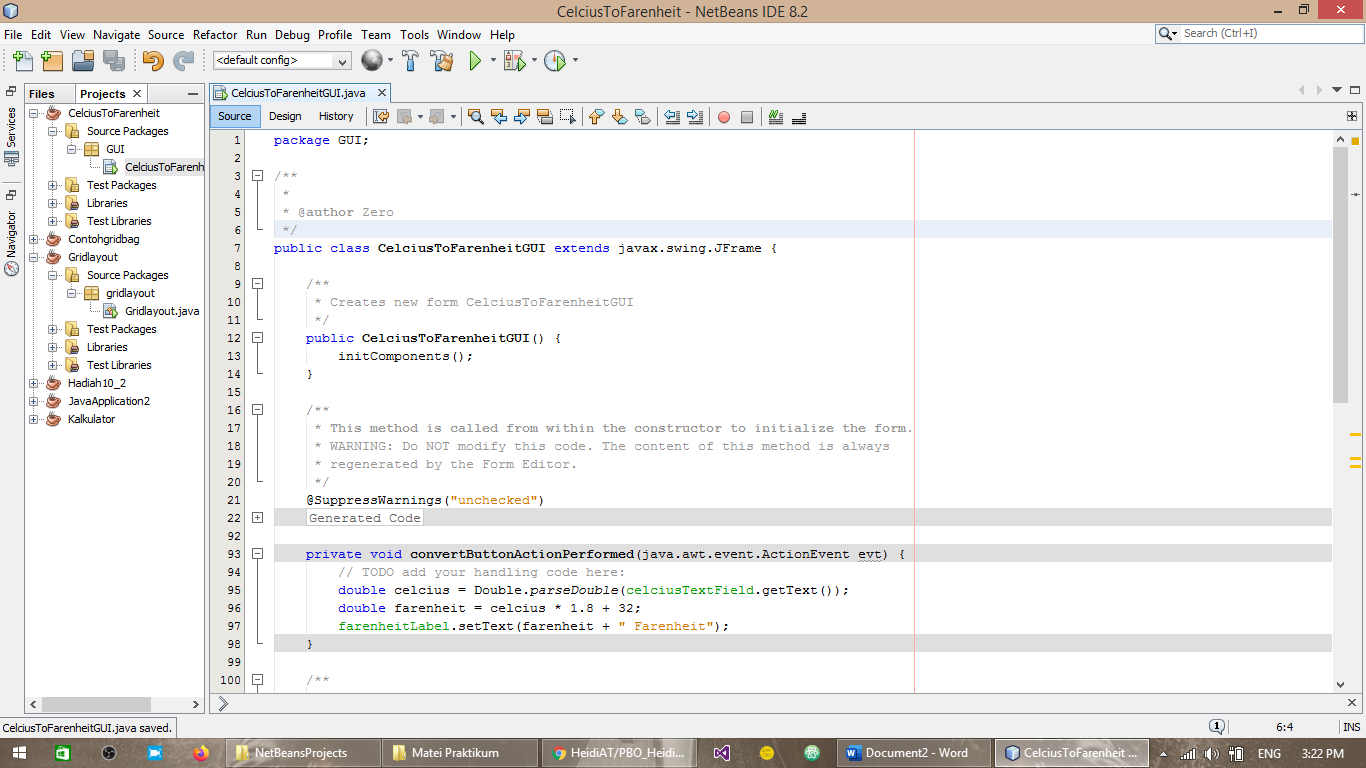 CelciusToFarenheit - NetBeans IDE 8.2
File Edit View Navigate Source Refactor Run Debug Profile Team Tools Window Help
Search (Ctrl+I)
<default config>
Files Projects
CelciusToFarenheitGUI.java
Services
Navigator
CelciusToFarenheit
Source Packages
GUI
CelciusToFarenh
Test Packages
Libraries
Test Libraries
Contohgridbag
Gridlayout
Source Packages
gridlayout
Gridlayout.java
Test Packages
Libraries
Test Libraries
Hadiah10_2
JavaApplication2
Kalkulator
Source Design History
1 package GUI;
2
3 /**
4 *
5 * @author Zero
6 */
7 public class CelciusToFarenheitGUI extends javax.swing.JFrame {
8
9 /**
10 * Creates new form CelciusToFarenheitGUI
11 */
12 public CelciusToFarenheitGUI() {
13 initComponents();
14 }
15
16 /**
17 * This method is called from within the constructor to initialize the form.
18 * WARNING: Do NOT modify this code. The content of this method is always
19 * regenerated by the Form Editor.
20 */
21 @SuppressWarnings("unchecked")
22 Generated Code
92
93 private void convertButtonActionPerformed(java.awt.event.ActionEvent evt) {
94 // TODO add your handling code here:
95 double celcius = Double.parseDouble(celciusTextField.getText());
96 double farenheit = celcius * 1.8 + 32;
97 farenheitLabel.setText(farenheit + " Farenheit");
98 }
99
100 /**
CelciusToFarenheitGUI.java saved.
1
6:4
INS
NetBeansProjects
Matei Praktikum
HeidiAT/PBO_Heidi...
Document2 - Word
CelciusToFarenheit ...
ENG
3:22 PM